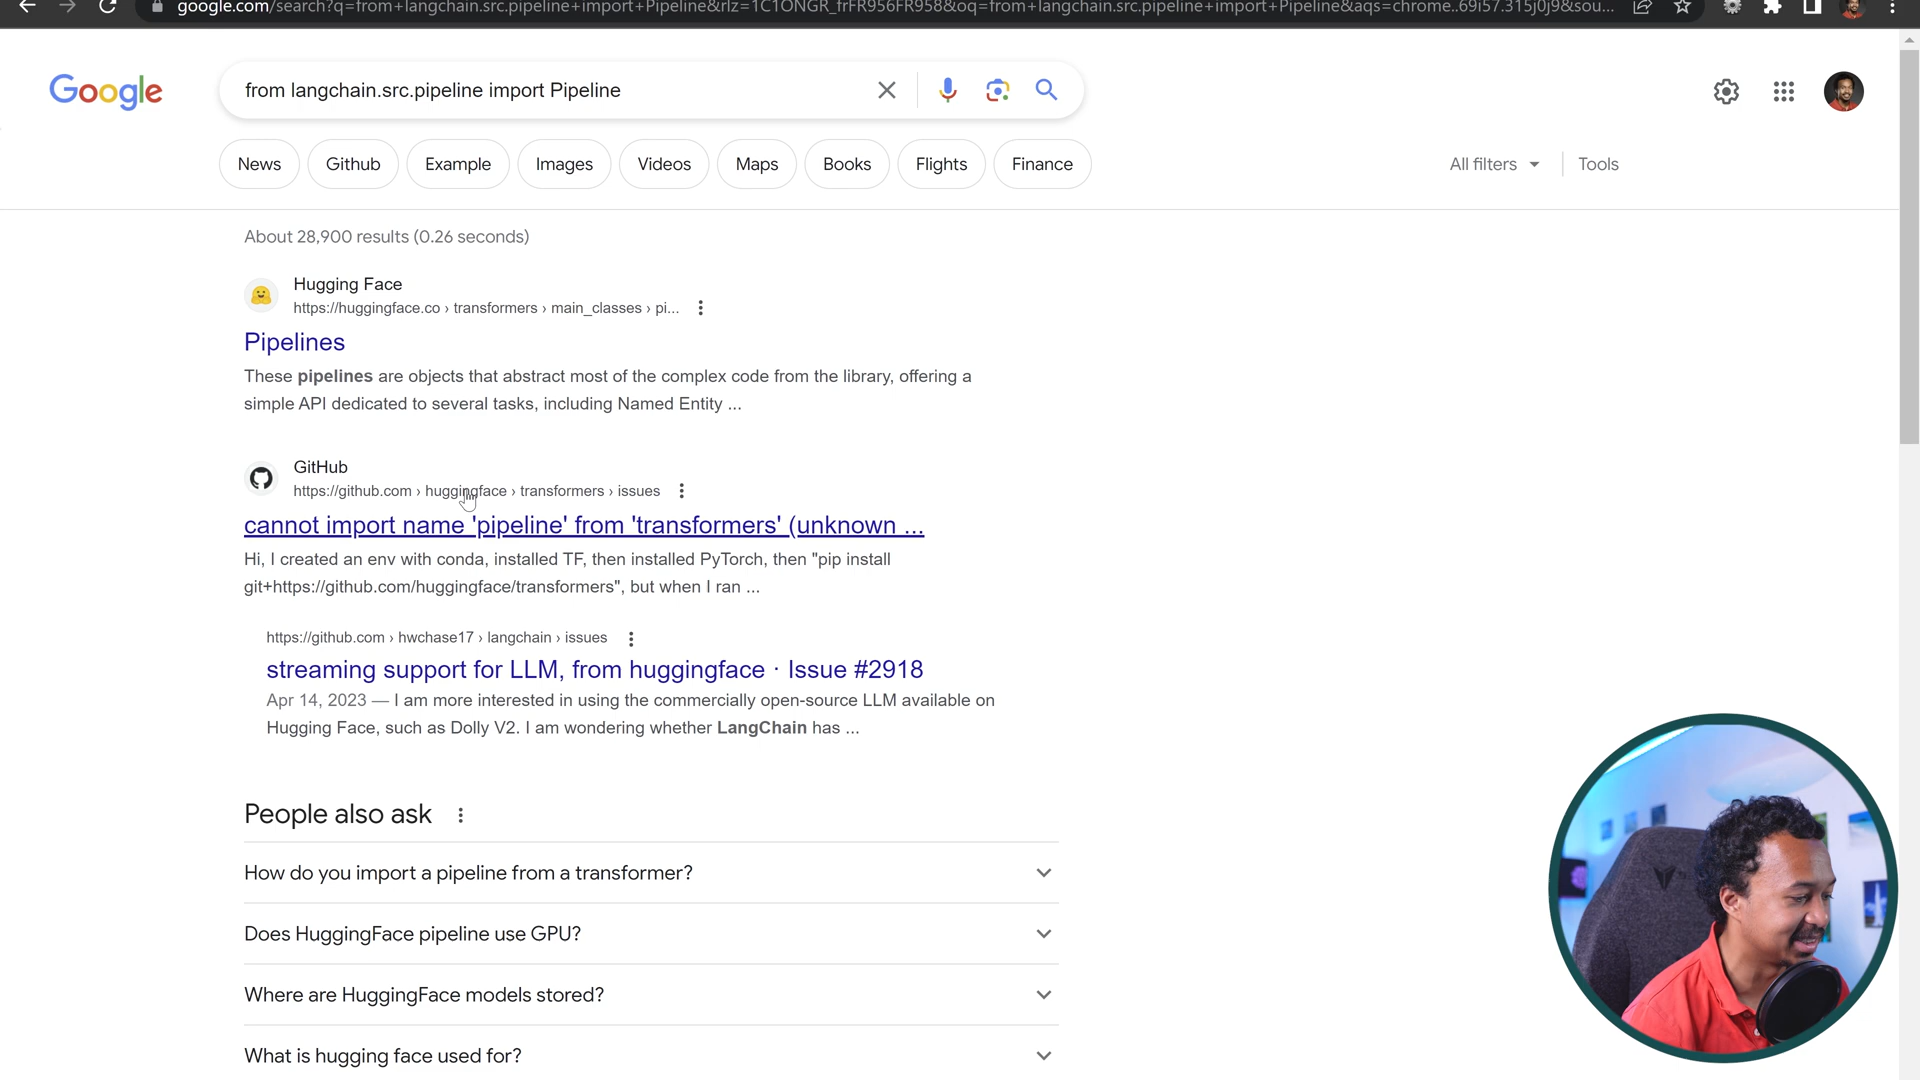 google.com/search?q=from+langchain.src.pipeline+import+Pipeline&rlz=1C1ONGR_frFR956FR958&oq=from+langchain.src.pipeline+import+Pipeline&aqs=chrome..69i57.315j0j9&sou...
Google
from langchain.src.pipeline import Pipeline
News
Github
Example
Images
Videos
Maps
Books
Flights
Finance
All filters
Tools
About 28,900 results (0.26 seconds)
Hugging Face
https://huggingface.co › transformers › main_classes › pi...
Pipelines
These pipelines are objects that abstract most of the complex code from the library, offering a
simple API dedicated to several tasks, including Named Entity ...
GitHub
https://github.com › huggingface › transformers › issues
cannot import name 'pipeline' from 'transformers' (unknown ...
Hi, I created an env with conda, installed TF, then installed PyTorch, then "pip install
git+https://github.com/huggingface/transformers", but when I ran ...
https://github.com › hwchase17 › langchain › issues
streaming support for LLM, from huggingface · Issue #2918
Apr 14, 2023 — I am more interested in using the commercially open-source LLM available on
Hugging Face, such as Dolly V2. I am wondering whether LangChain has ...
People also ask
How do you import a pipeline from a transformer?
Does HuggingFace pipeline use GPU?
Where are HuggingFace models stored?
What is hugging face used for?